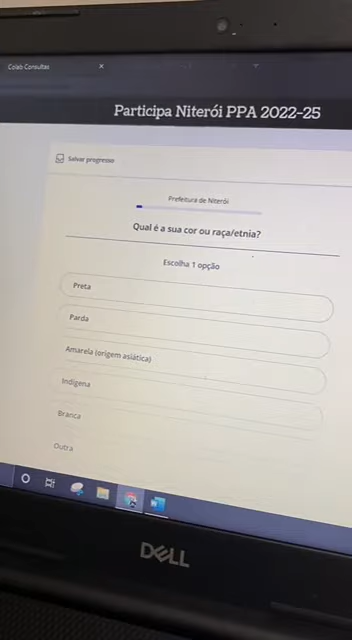 Colab Consultas
Participa Niterói PPA 2022-25
Salvar progresso
Prefeitura de Niterói
Qual é a sua cor ou raça/etnia?
Escolha 1 opção
Preta
Parda
Amarela (origem asiática)
Indígena
Branca
Outra
DELL